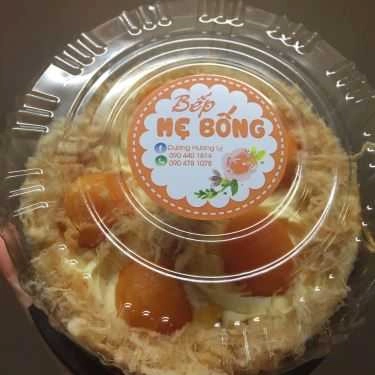 Bếp
MẸ BỐNG
Dương Hương Ly
090 440 1614
090 478 1078